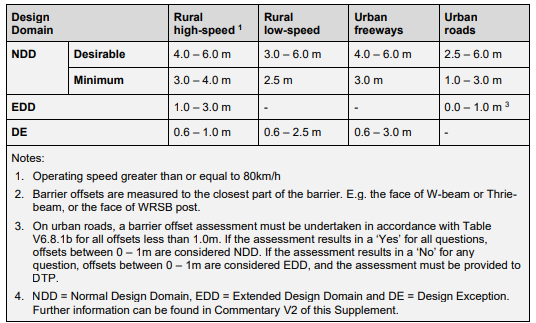 Design Domain Rural high-speed 1 Rural low-speed Urban freeways Urban roads
NDD Desirable 4.0 – 6.0 m 3.0 – 6.0 m 4.0 – 6.0 m 2.5 – 6.0 m
Minimum 3.0 – 4.0 m 2.5 m 3.0 m 1.0 – 3.0 m
EDD 1.0 – 3.0 m - - 0.0 – 1.0 m 3
DE 0.6 – 1.0 m 0.6 – 2.5 m 0.6 – 3.0 m -
Notes:
1. Operating speed greater than or equal to 80km/h
2. Barrier offsets are measured to the closest part of the barrier. E.g. the face of W-beam or Thrie-
beam, or the face of WRSB post.
3. On urban roads, a barrier offset assessment must be undertaken in accordance with Table
V6.8.1b for all offsets less than 1.0m. If the assessment results in a ‘Yes’ for all questions,
offsets between 0 – 1m are considered NDD. If the assessment results in a ‘No’ for any
question, offsets between 0 – 1m are considered EDD, and the assessment must be provided to
DTP.
4. NDD = Normal Design Domain, EDD = Extended Design Domain and DE = Design Exception.
Further information can be found in Commentary V2 of this Supplement.